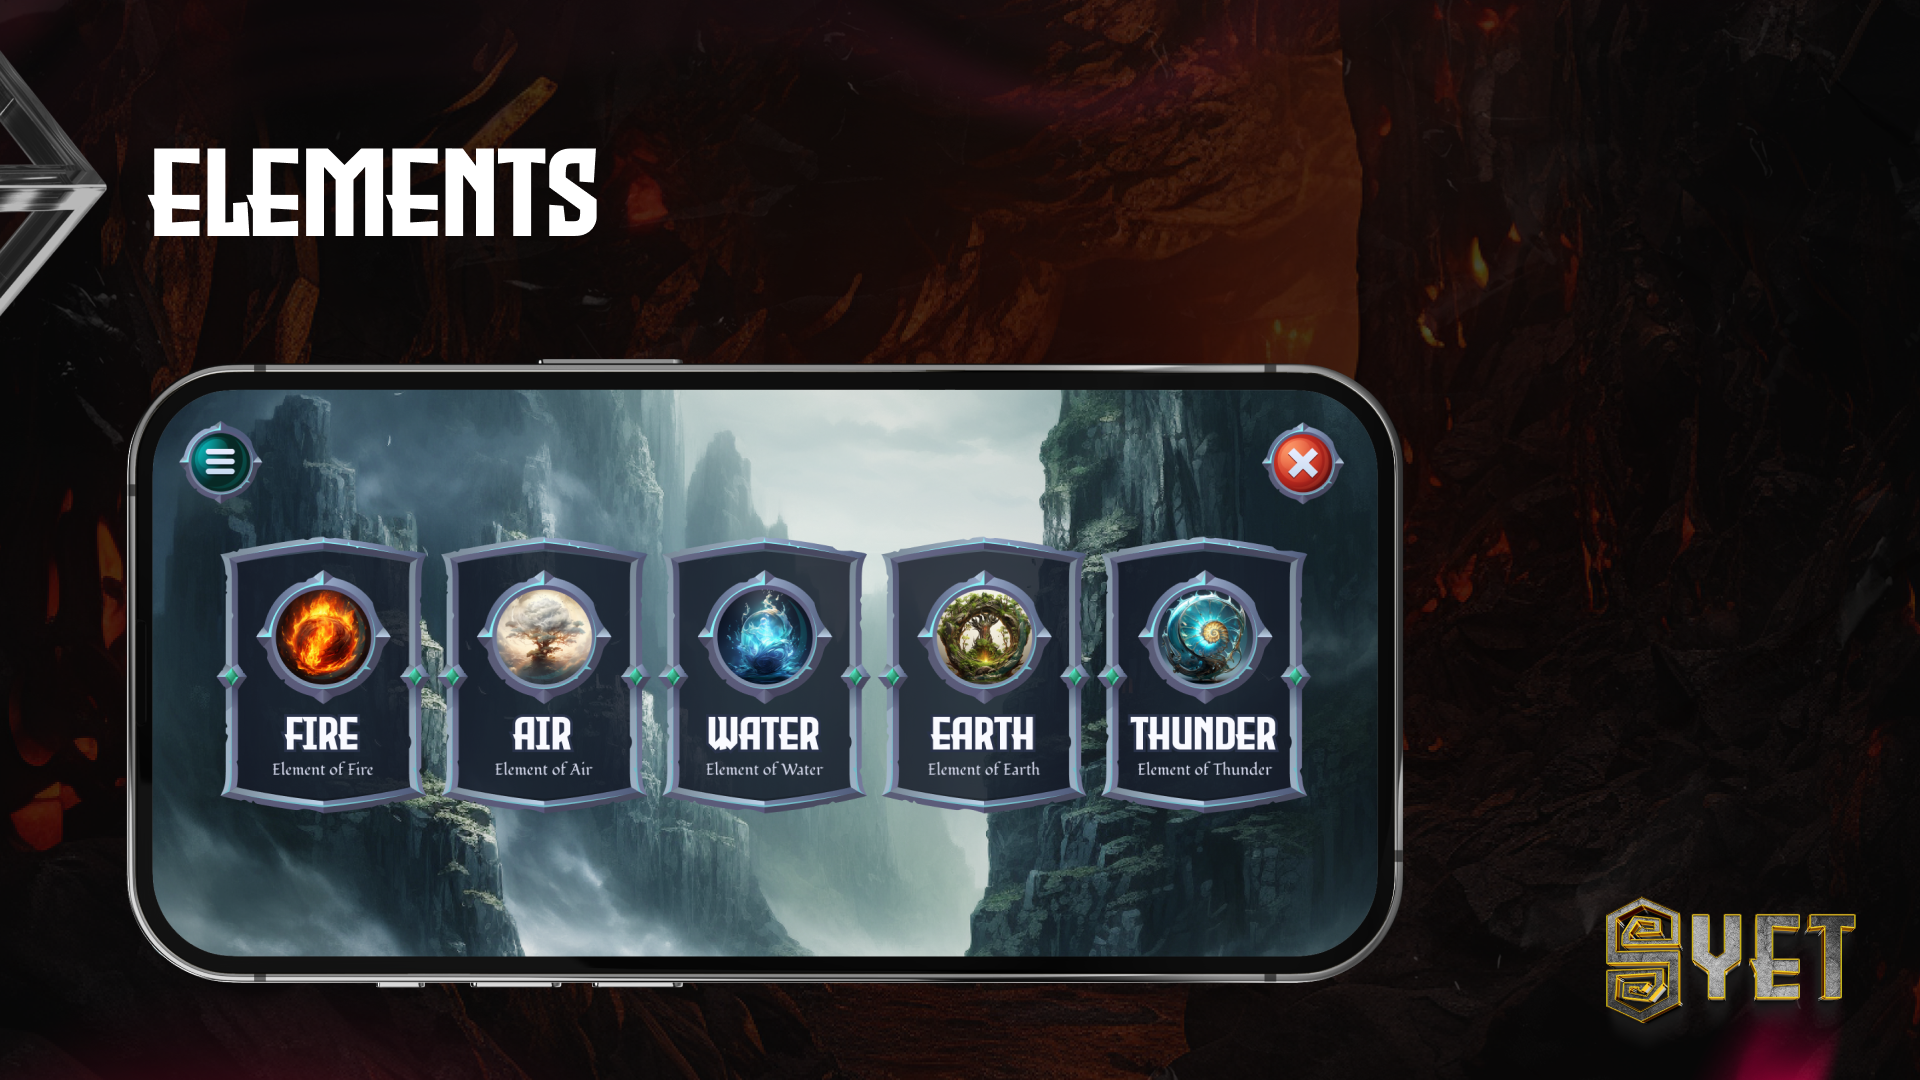 ELEMENTS
FIRE
Element of Fire
AIR
Element of Air
WATER
Element of Water
EARTH
Element of Earth
THUNDER
Element of Thunder
SYET